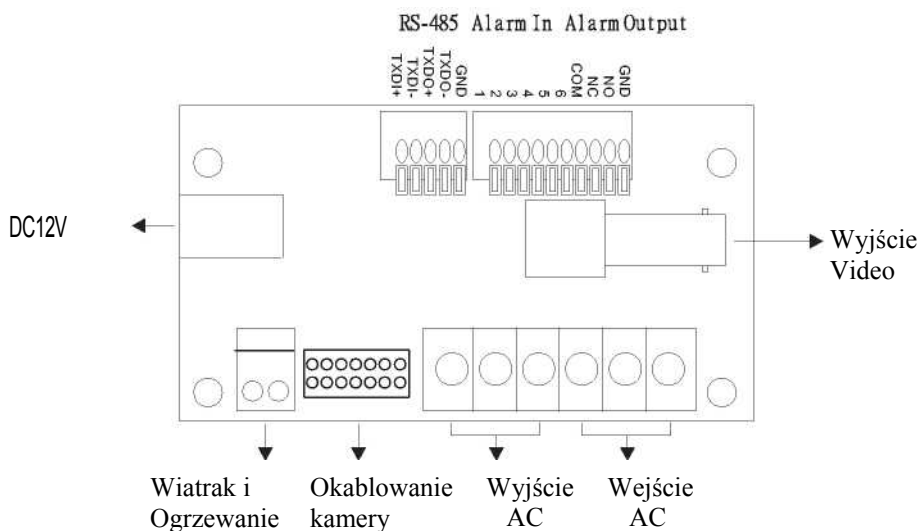 RS-485 Alarm In Alarm Output
TXDI+
TXDI-
TXDO+
TXDO-
GND
1
2
3
4
5
6
COM
NC
NO
GND
DC12V
Wyjście
Video
Wiatrak i
Ogrzewanie
Okablowanie
kamery
Wyjście
AC
Wejście
AC